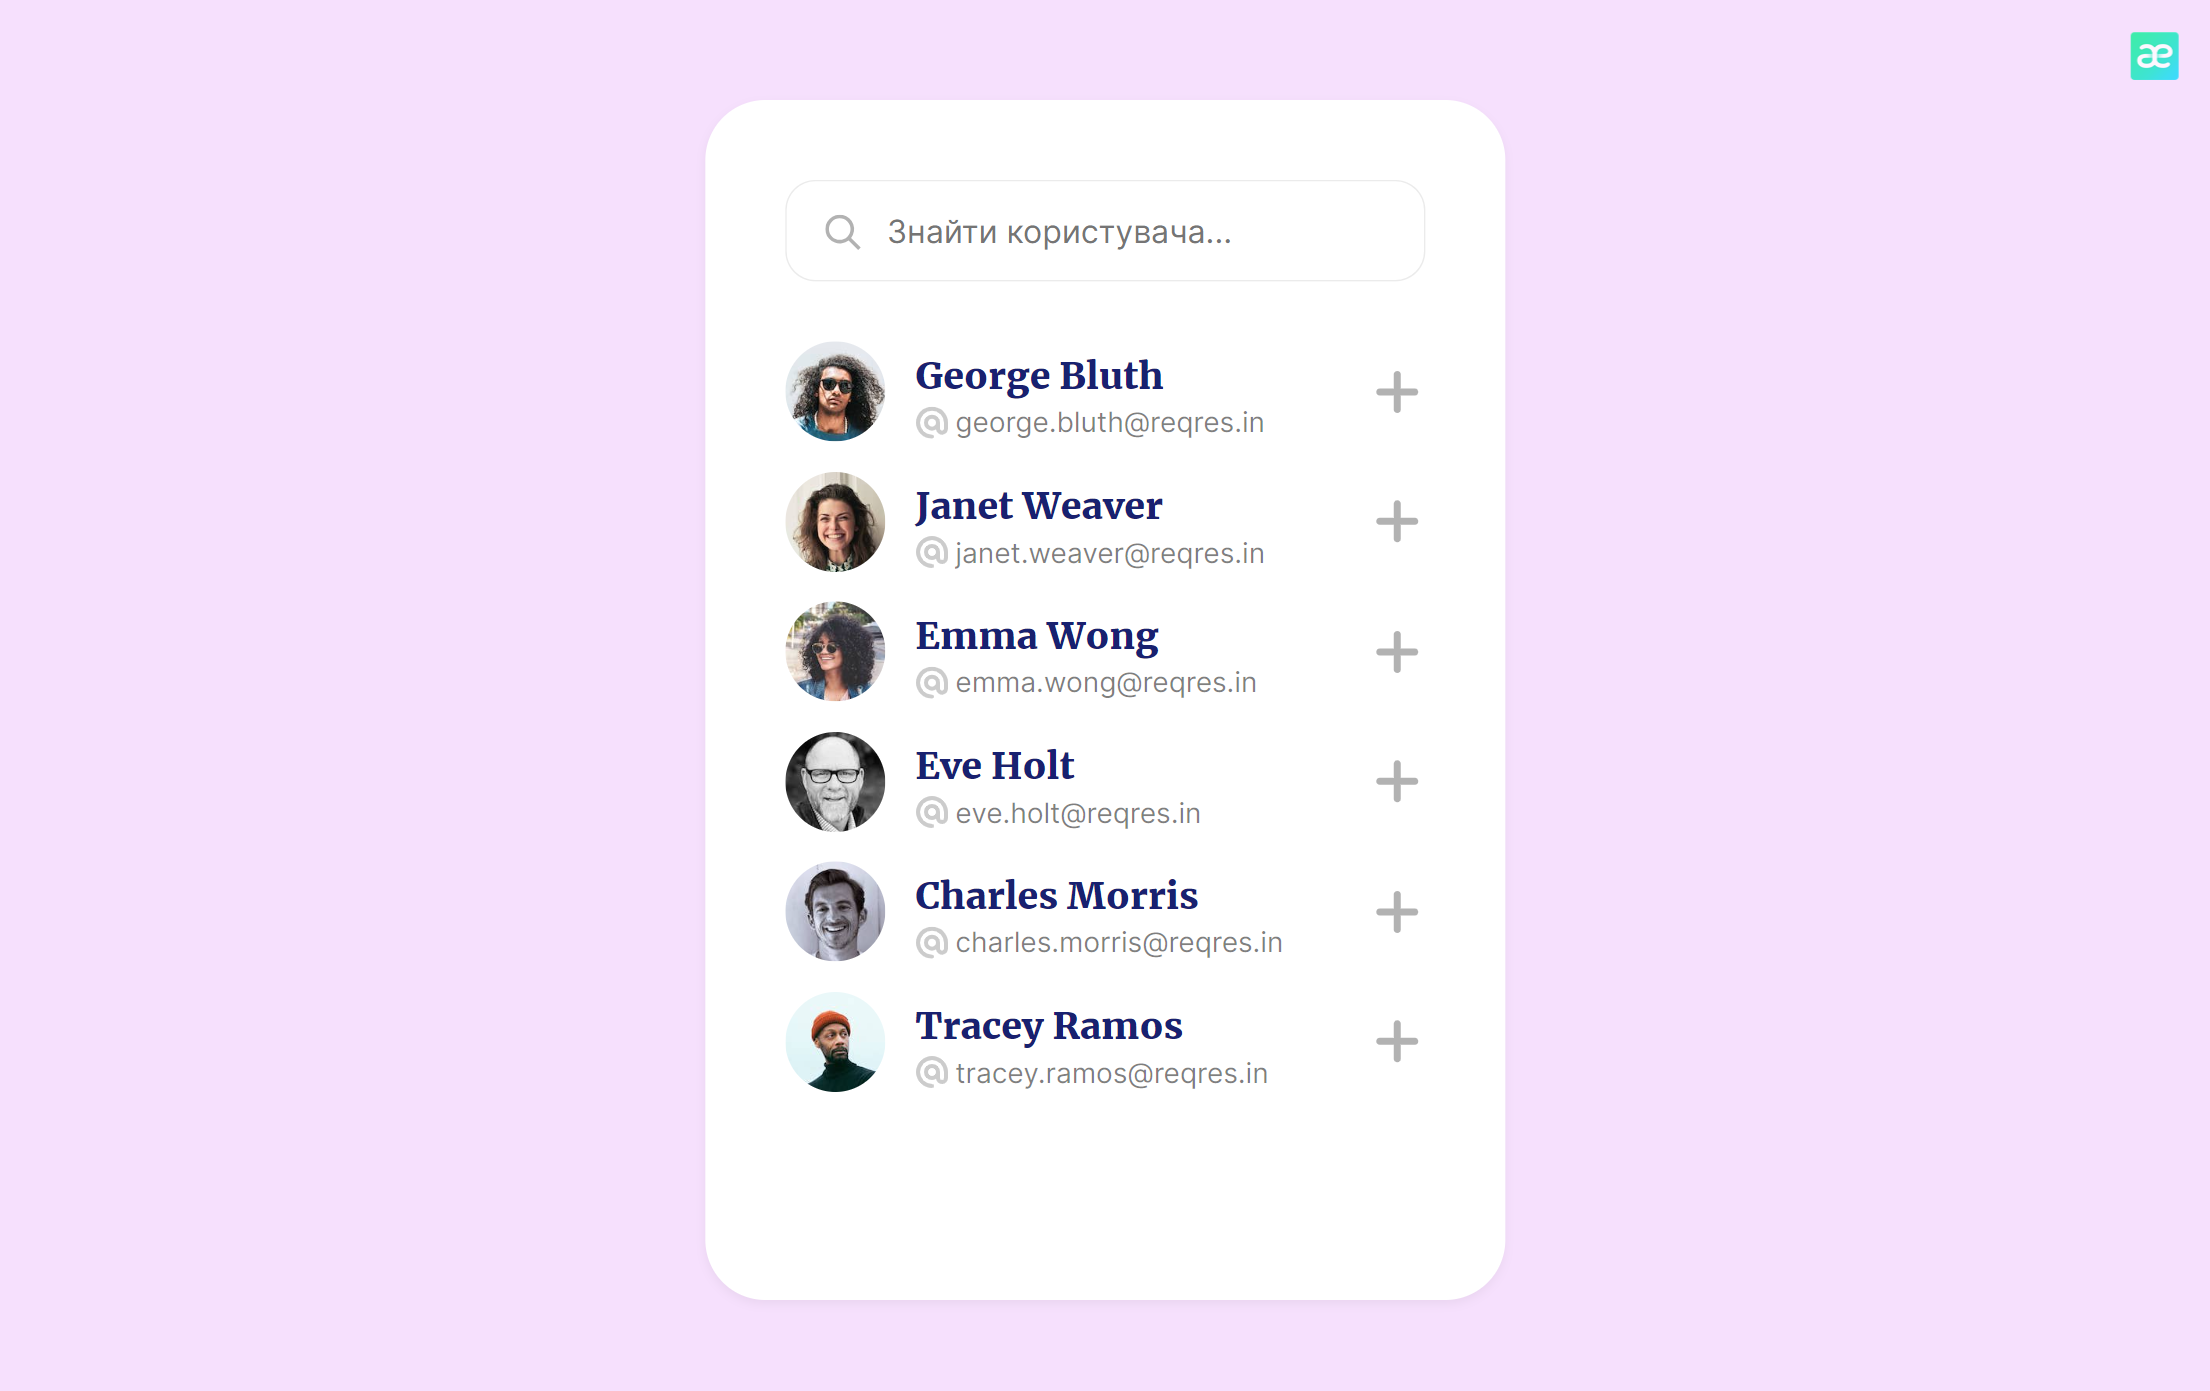 æ
Знайти користувача...
George Bluth
george.bluth@reqres.in
Janet Weaver
janet.weaver@reqres.in
Emma Wong
emma.wong@reqres.in
Eve Holt
eve.holt@reqres.in
Charles Morris
charles.morris@reqres.in
Tracey Ramos
tracey.ramos@reqres.in